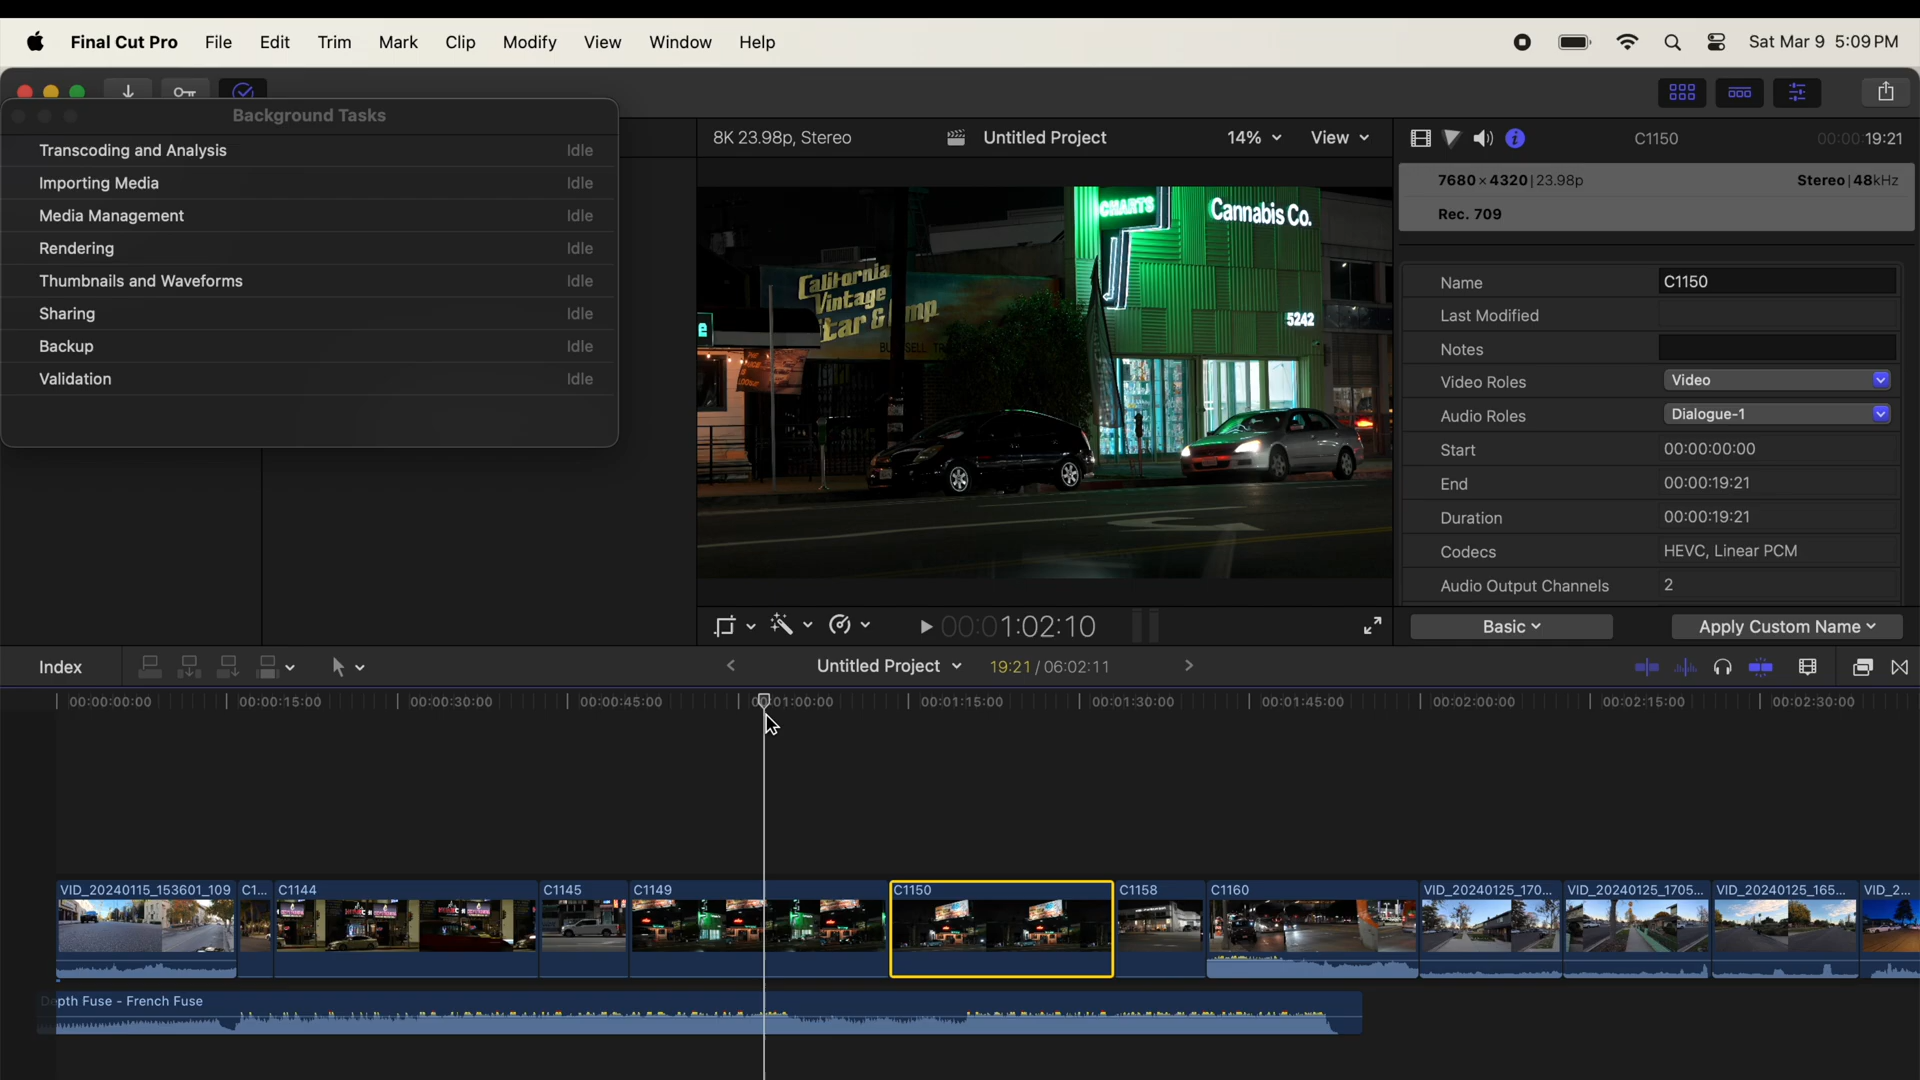 Final Cut Pro File Edit Trim Mark Clip Modify View Window Help Sat Mar 9 5:09 PM
Background Tasks
Transcoding and Analysis Idle
Importing Media Idle
Media Management Idle
Rendering Idle
Thumbnails and Waveforms Idle
Sharing Idle
Backup Idle
Validation Idle
8K 23.98p, Stereo Untitled Project 14% View
CHARTS
Cannabis Co.
California
Vintage
tar & mp
5242
e
C1150 00:00:19:21
7680 × 4320 | 23.98p Stereo | 48kHz
Rec. 709
Name C1150
Last Modified
Notes
Video Roles Video
Audio Roles Dialogue-1
Start 00:00:00:00
End 00:00:19:21
Duration 00:00:19:21
Codecs HEVC, Linear PCM
Audio Output Channels 2
00:01:02:10
Basic Apply Custom Name
Index Untitled Project 19:21 / 06:02:11
00:00:00:00 00:00:15:00 00:00:30:00 00:00:45:00 00:01:00:00 00:01:15:00 00:01:30:00 00:01:45:00 00:02:00:00 00:02:15:00 00:02:30:00
VID_20240115_153601_109 C1... C1144 C1145 C1149 C1150 C1158 C1160 VID_20240125_170... VID_20240125_1705... VID_20240125_165... VID_2...
Depth Fuse - French Fuse